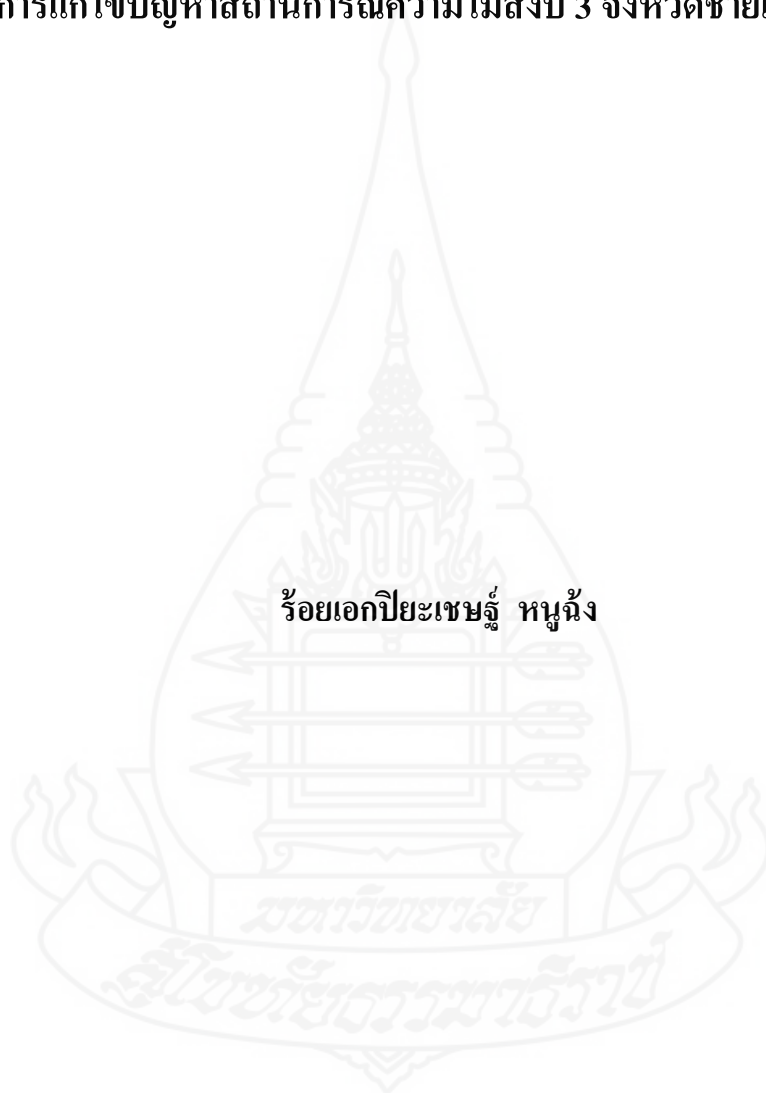 การแก้ไขปัญหาสถานการณ์ความไม่สงบ 3 จังหวัดชาย
ร้อยเอกปิยะเชษฐ์ หนูฉ้ง
มหาวิทยาลัย
สุโขทัยธรรมาธิราช